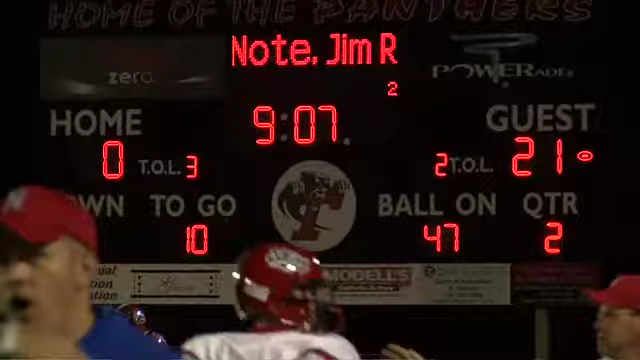 HOME OF THE PANTHERS
Note. Jim R
zero
POWERADE
2
HOME 9:07 GUEST
0 T.O.L. 3 2 T.O.L. 21
WN TO GO BALL ON QTR
10 47 2
MODELL'S